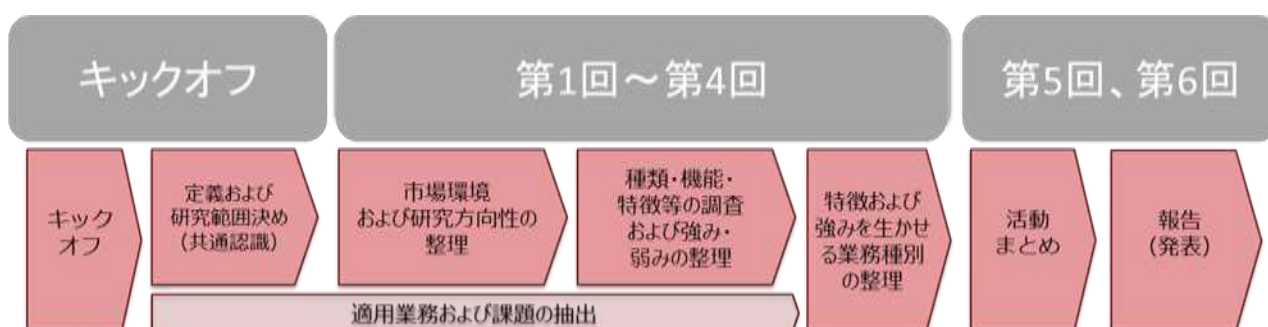 キックオフ
第1回～第4回
第5回、第6回
キック
オフ
定義および
研究範囲決め
(共通認識)
市場環境
および研究方向性の
整理
種類・機能・
特徴等の調査
および強み・
弱みの整理
特徴および
強みを生かせ
る業務種別
の整理
活動
まとめ
報告
(発表)
適用業務および課題の抽出